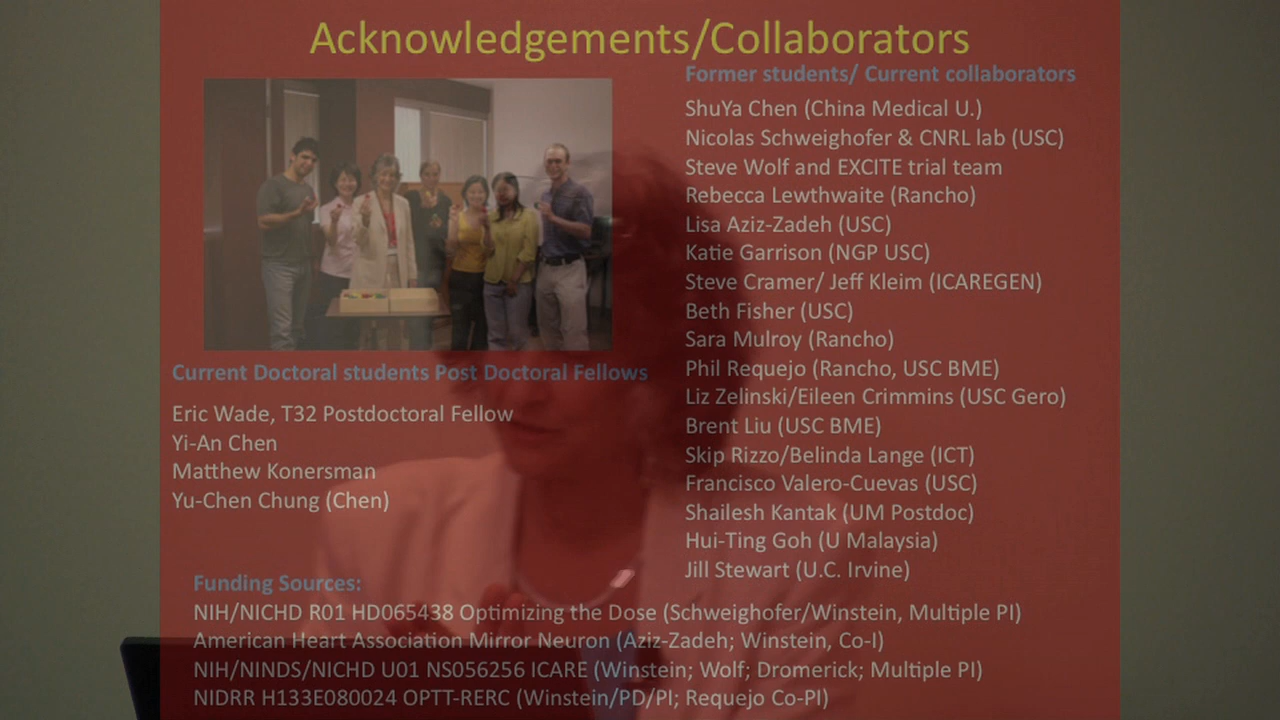 Acknowledgements/Collaborators
Former students/ Current collaborators
ShuYa Chen (China Medical U.)
Nicolas Schweighofer & CNRL lab (USC)
Steve Wolf and EXCITE trial team
Rebecca Lewthwaite (Rancho)
Lisa Aziz-Zadeh (USC)
Katie Garrison (NGP USC)
Steve Cramer/ Jeff Kleim (ICAREGEN)
Beth Fisher (USC)
Sara Mulroy (Rancho)
Phil Requejo (Rancho, USC BME)
Liz Zelinski/Eileen Crimmins (USC Gero)
Brent Liu (USC BME)
Skip Rizzo/Belinda Lange (ICT)
Francisco Valero-Cuevas (USC)
Shailesh Kantak (UM Postdoc)
Hui-Ting Goh (U Malaysia)
Jill Stewart (U.C. Irvine)
Current Doctoral students Post Doctoral Fellows
Eric Wade, T32 Postdoctoral Fellow
Yi-An Chen
Matthew Konersman
Yu-Chen Chung (Chen)
Funding Sources:
NIH/NICHD R01 HD065438 Optimizing the Dose (Schweighofer/Winstein, Multiple PI)
American Heart Association Mirror Neuron (Aziz-Zadeh; Winstein, Co-I)
NIH/NINDS/NICHD U01 NS056256 ICARE (Winstein; Wolf; Dromerick; Multiple PI)
NIDRR H133E080024 OPTT-RERC (Winstein/PD/PI; Requejo Co-PI)